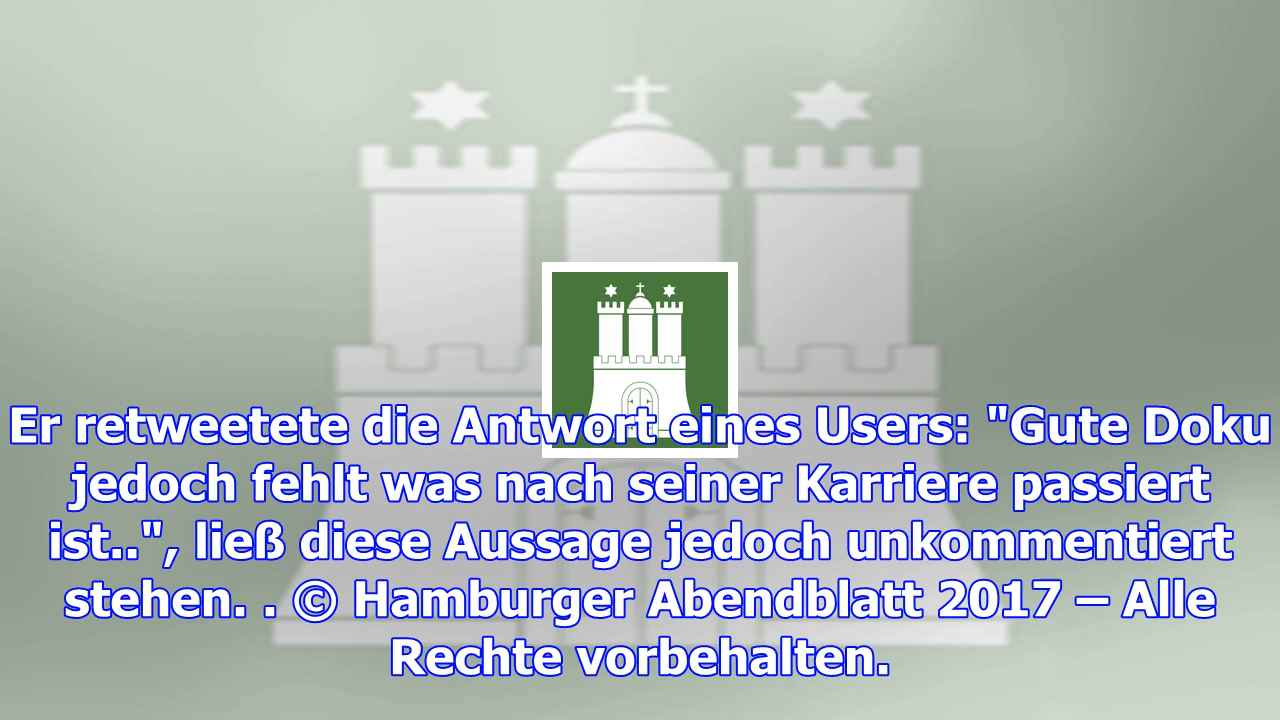 Er retweetete die Antwort eines Users: "Gute Doku
jedoch fehlt was nach seiner Karriere passiert
ist..", ließ diese Aussage jedoch unkommentiert
stehen. . © Hamburger Abendblatt 2017 – Alle
Rechte vorbehalten.